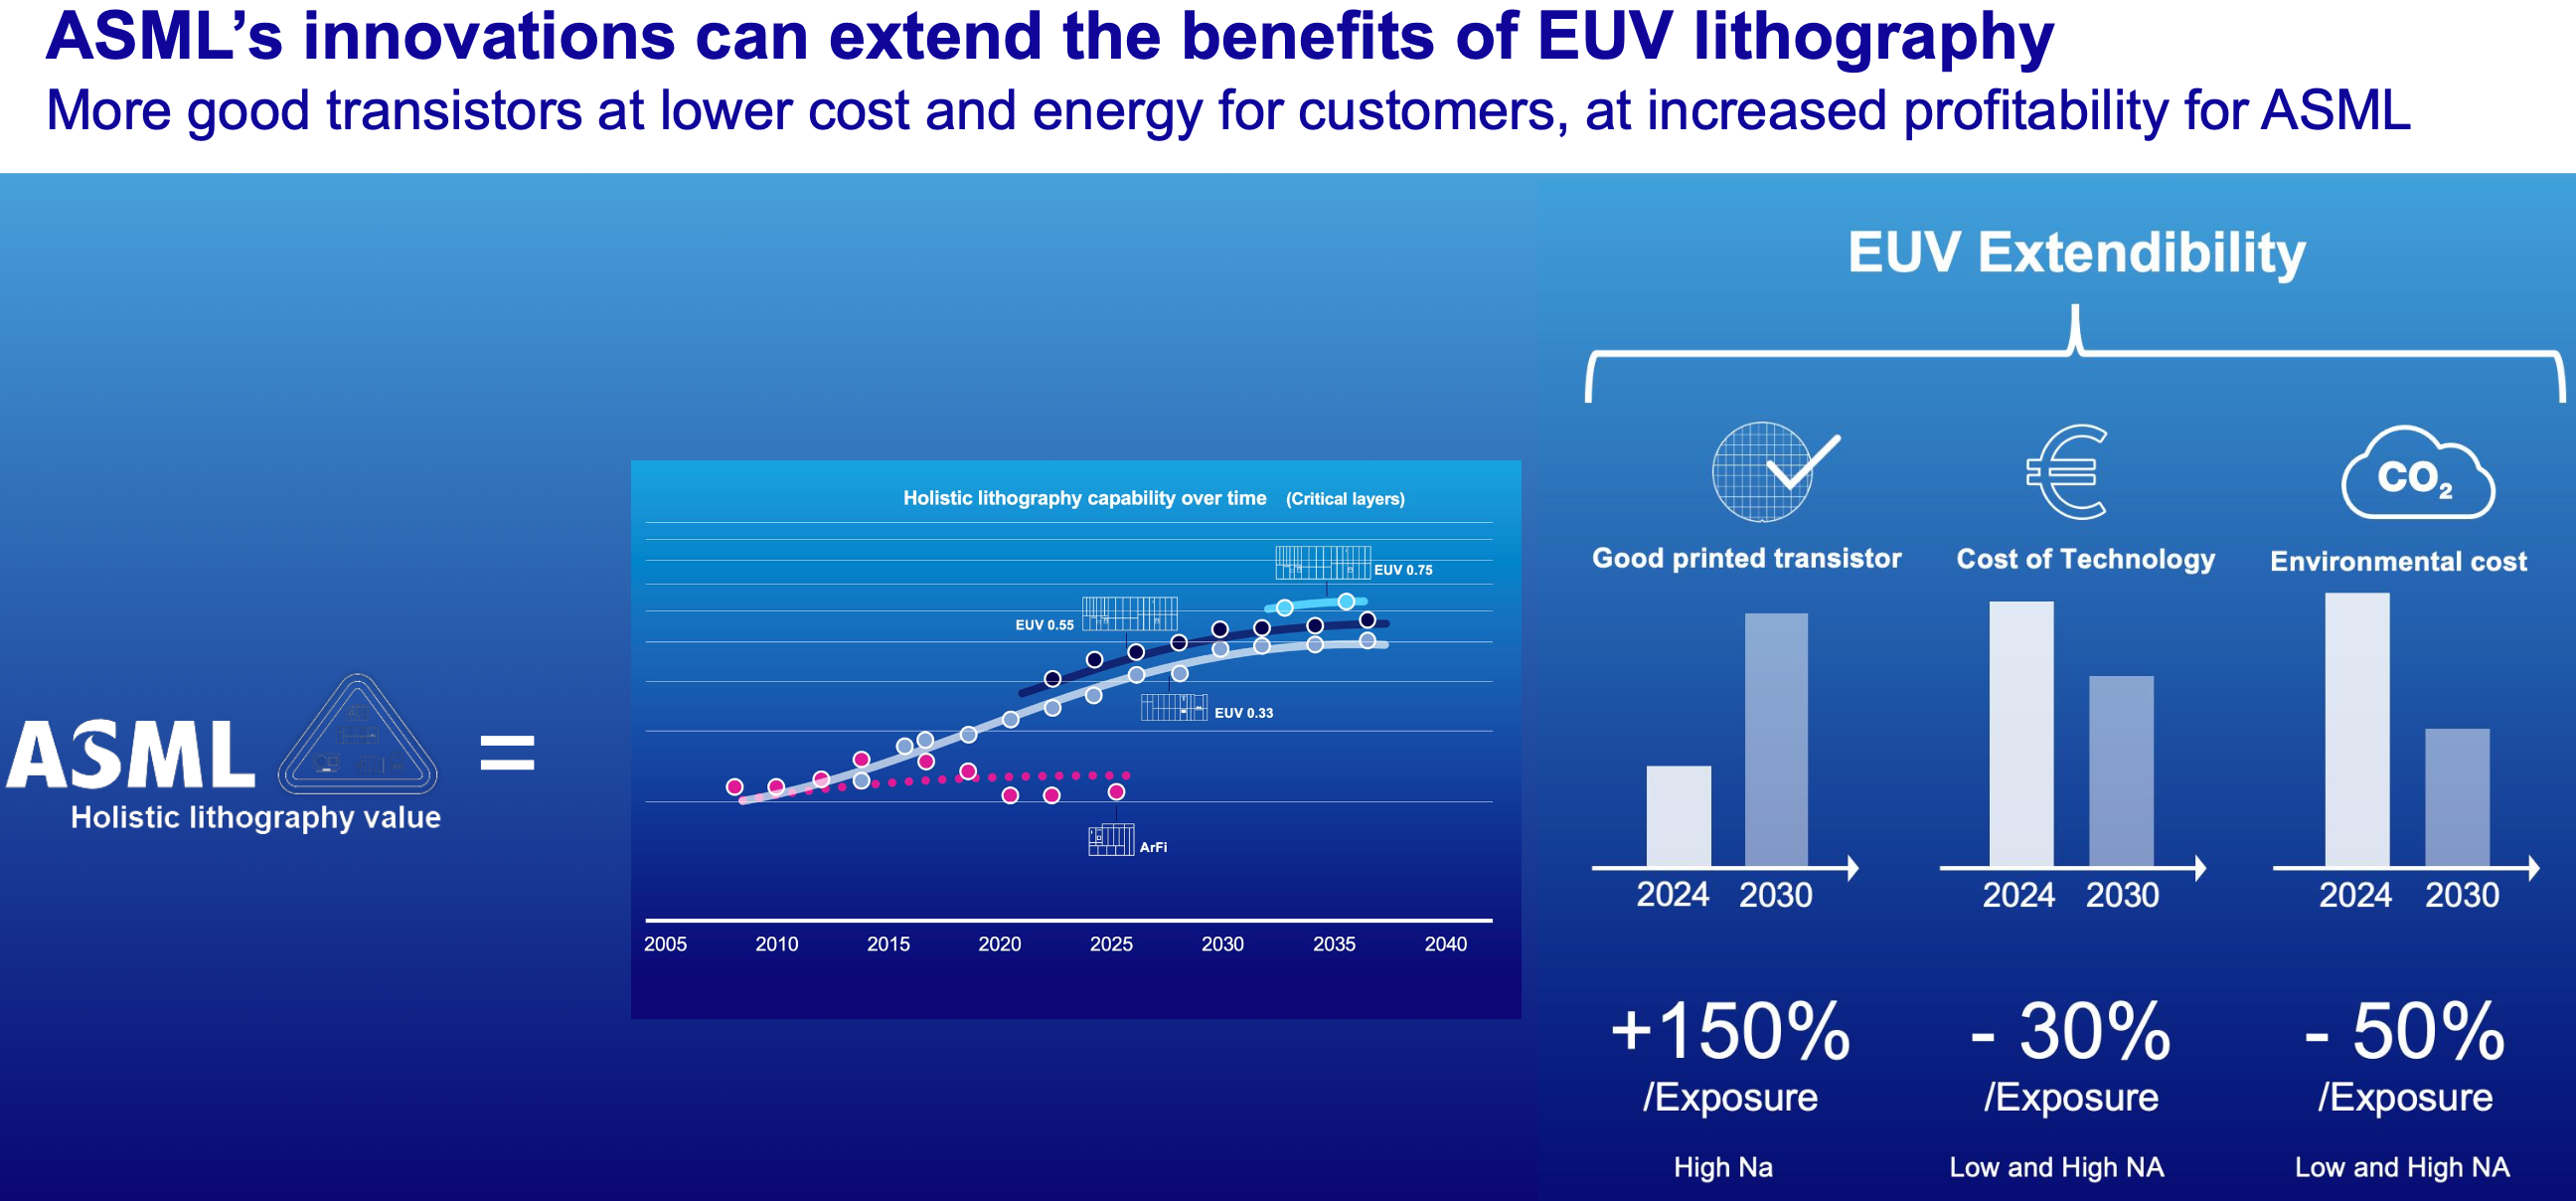 ASML’s innovations can extend the benefits of EUV lithography
More good transistors at lower cost and energy for customers, at increased profitability for ASML
ASML
Holistic lithography value
=
Holistic lithography capability over time (Critical layers)
EUV 0.75
EUV 0.55
EUV 0.33
ArFi
2005 2010 2015 2020 2025 2030 2035 2040
EUV Extendibility
€
CO₂
Good printed transistor
Cost of Technology
Environmental cost
2024 2030
2024 2030
2024 2030
+150%
/Exposure
High Na
- 30%
/Exposure
Low and High NA
- 50%
/Exposure
Low and High NA